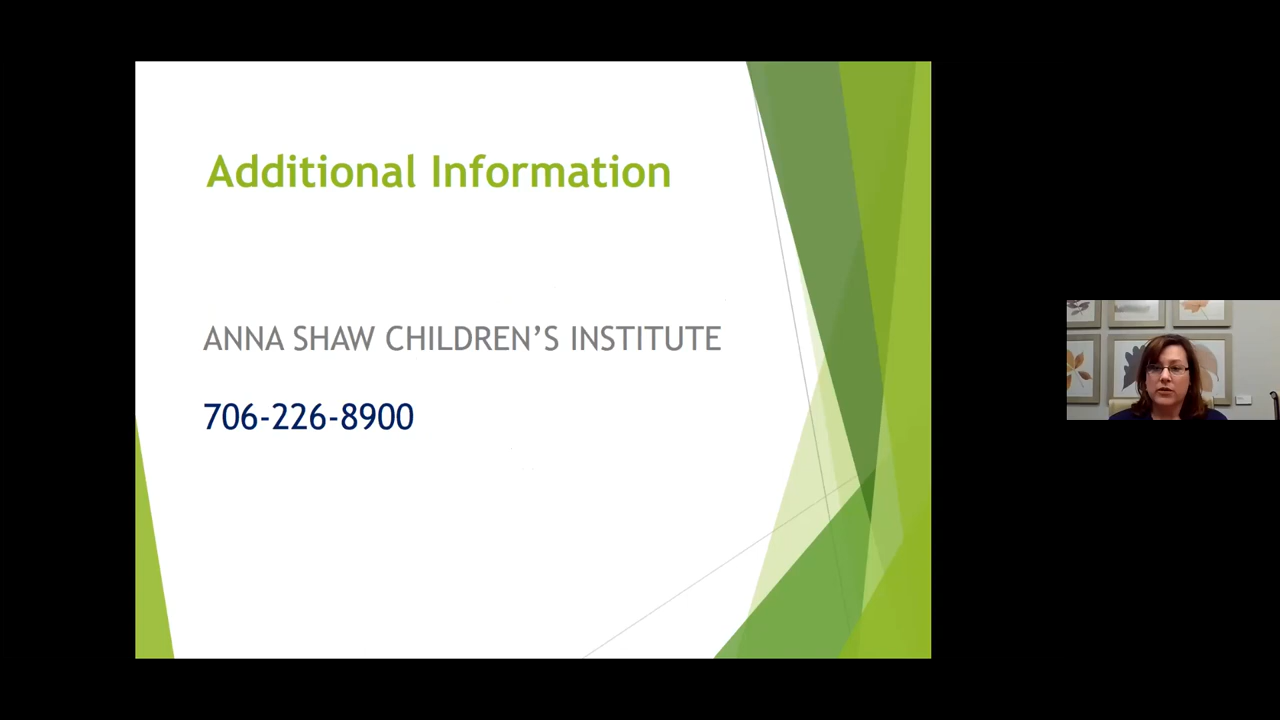 Additional Information
ANNA SHAW CHILDREN’S INSTITUTE
706-226-8900